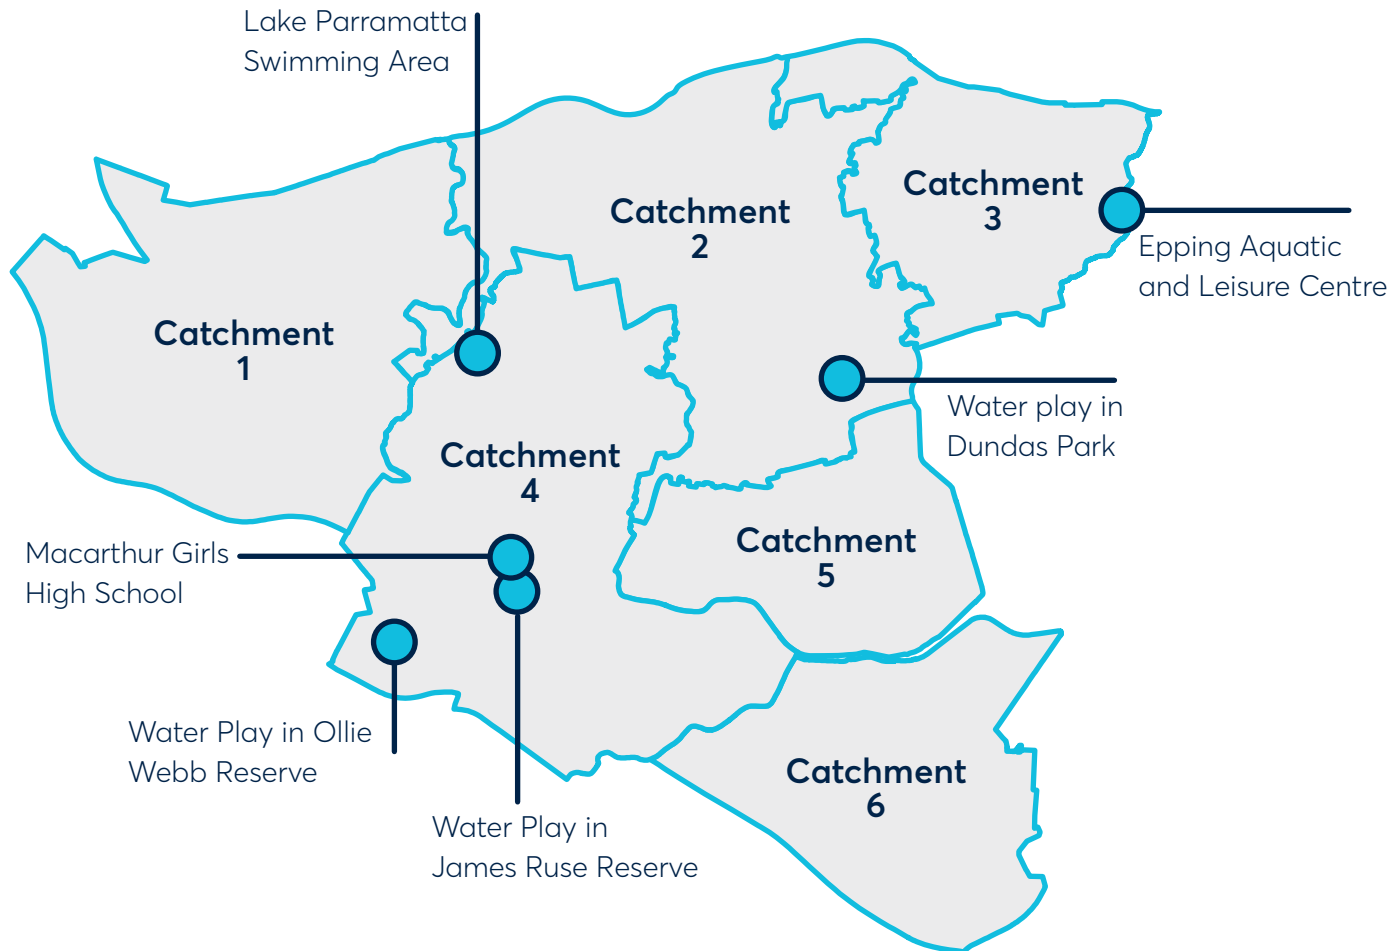 Lake Parramatta
Swimming Area
Catchment
3
Catchment
2
Epping Aquatic
and Leisure Centre
Catchment
1
Water play in
Dundas Park
Catchment
4
Catchment
5
Macarthur Girls
High School
Water Play in Ollie
Webb Reserve
Catchment
6
Water Play in
James Ruse Reserve